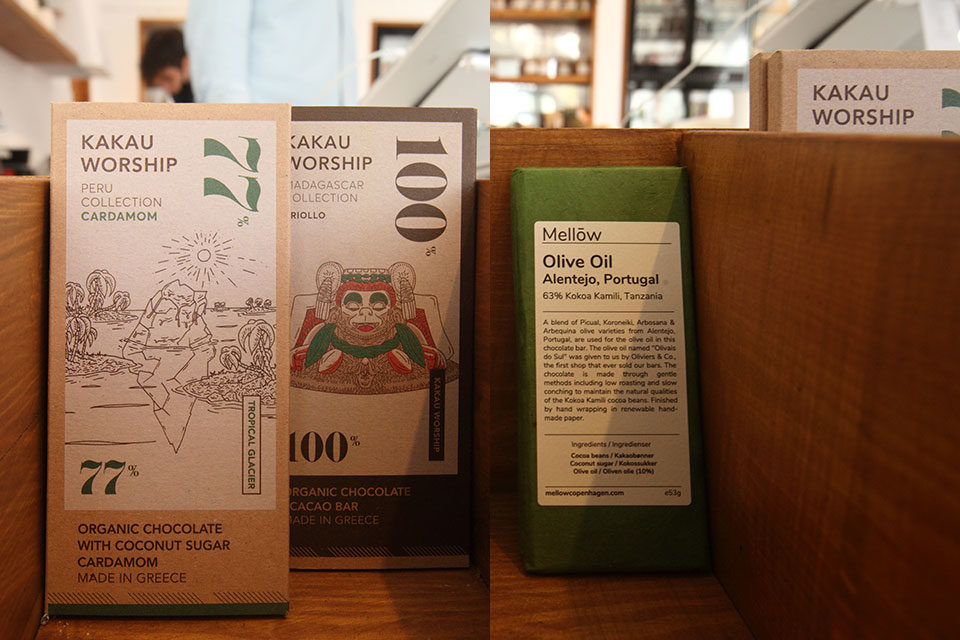 KAKAU
WORSHIP
PERU
COLLECTION
CARDAMOM
77%
TROPICAL GLACIER
77%
ORGANIC CHOCOLATE
WITH COCONUT SUGAR
CARDAMOM
MADE IN GREECE
KAKAU
WORSHIP
MADAGASCAR
COLLECTION
CRIOLLO
100%
KAKAU WORSHIP
100%
ORGANIC CHOCOLATE
CACAO BAR
MADE IN GREECE
KAKAU
WORSHIP
Mellōw
Olive Oil
Alentejo, Portugal
63% Kokoa Kamili, Tanzania
A blend of Picual, Koroneiki, Arbosana &
Arbequina olive varieties from Alentejo,
Portugal, are used for the olive oil in this
chocolate bar. The olive oil named "Olivais
do Sul" was given to us by Oliviers & Co.,
the first shop that ever sold our bars. The
chocolate is made through gentle
methods including low roasting and slow
conching to maintain the natural qualities
of the Kokoa Kamili cocoa beans. Finished
by hand wrapping in renewable hand-
made paper.
Ingredients / Ingredienser
Cocoa beans / Kakaobønner
Coconut sugar / Kokossukker
Olive oil / Oliven olie (10%)
mellowcopenhagen.com e53g